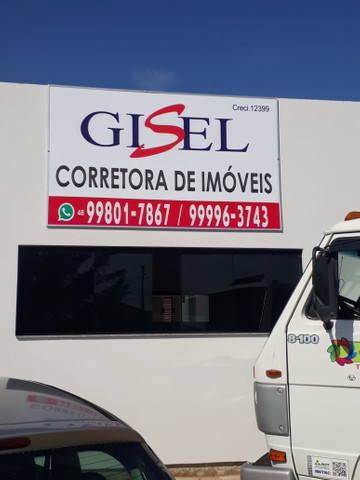 Creci.12399
GISEL
CORRETORA DE IMÓVEIS
48 99801-7867 / 99996-3743
8-100